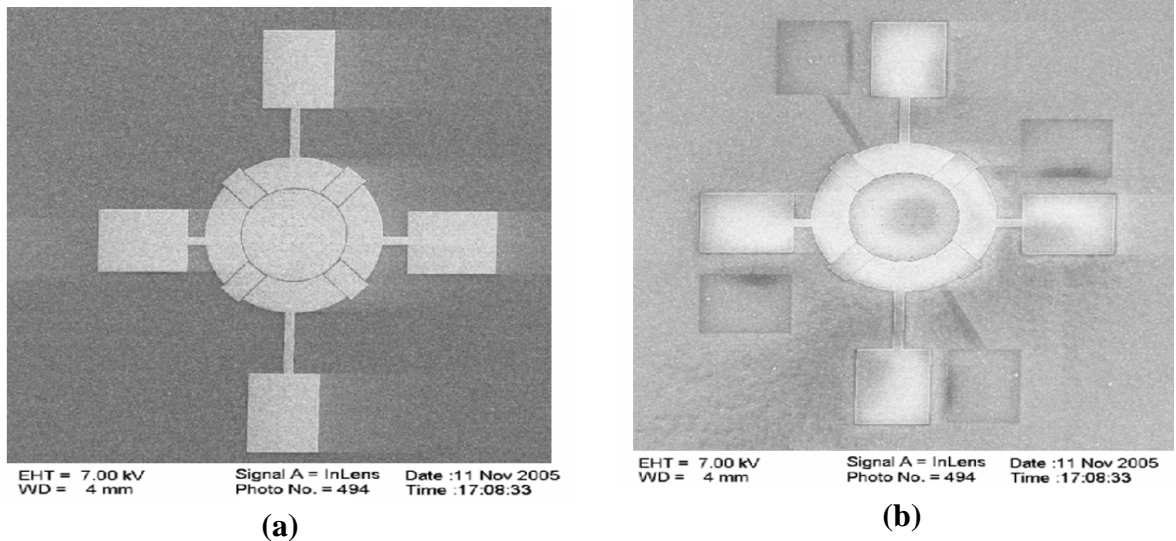 EHT = 7.00 kV Signal A = InLens Date :11 Nov 2005
WD = 4 mm Photo No. = 494 Time :17:08:33
(a)
EHT = 7.00 kV Signal A = InLens Date :11 Nov 2005
WD = 4 mm Photo No. = 494 Time :17:08:33
(b)